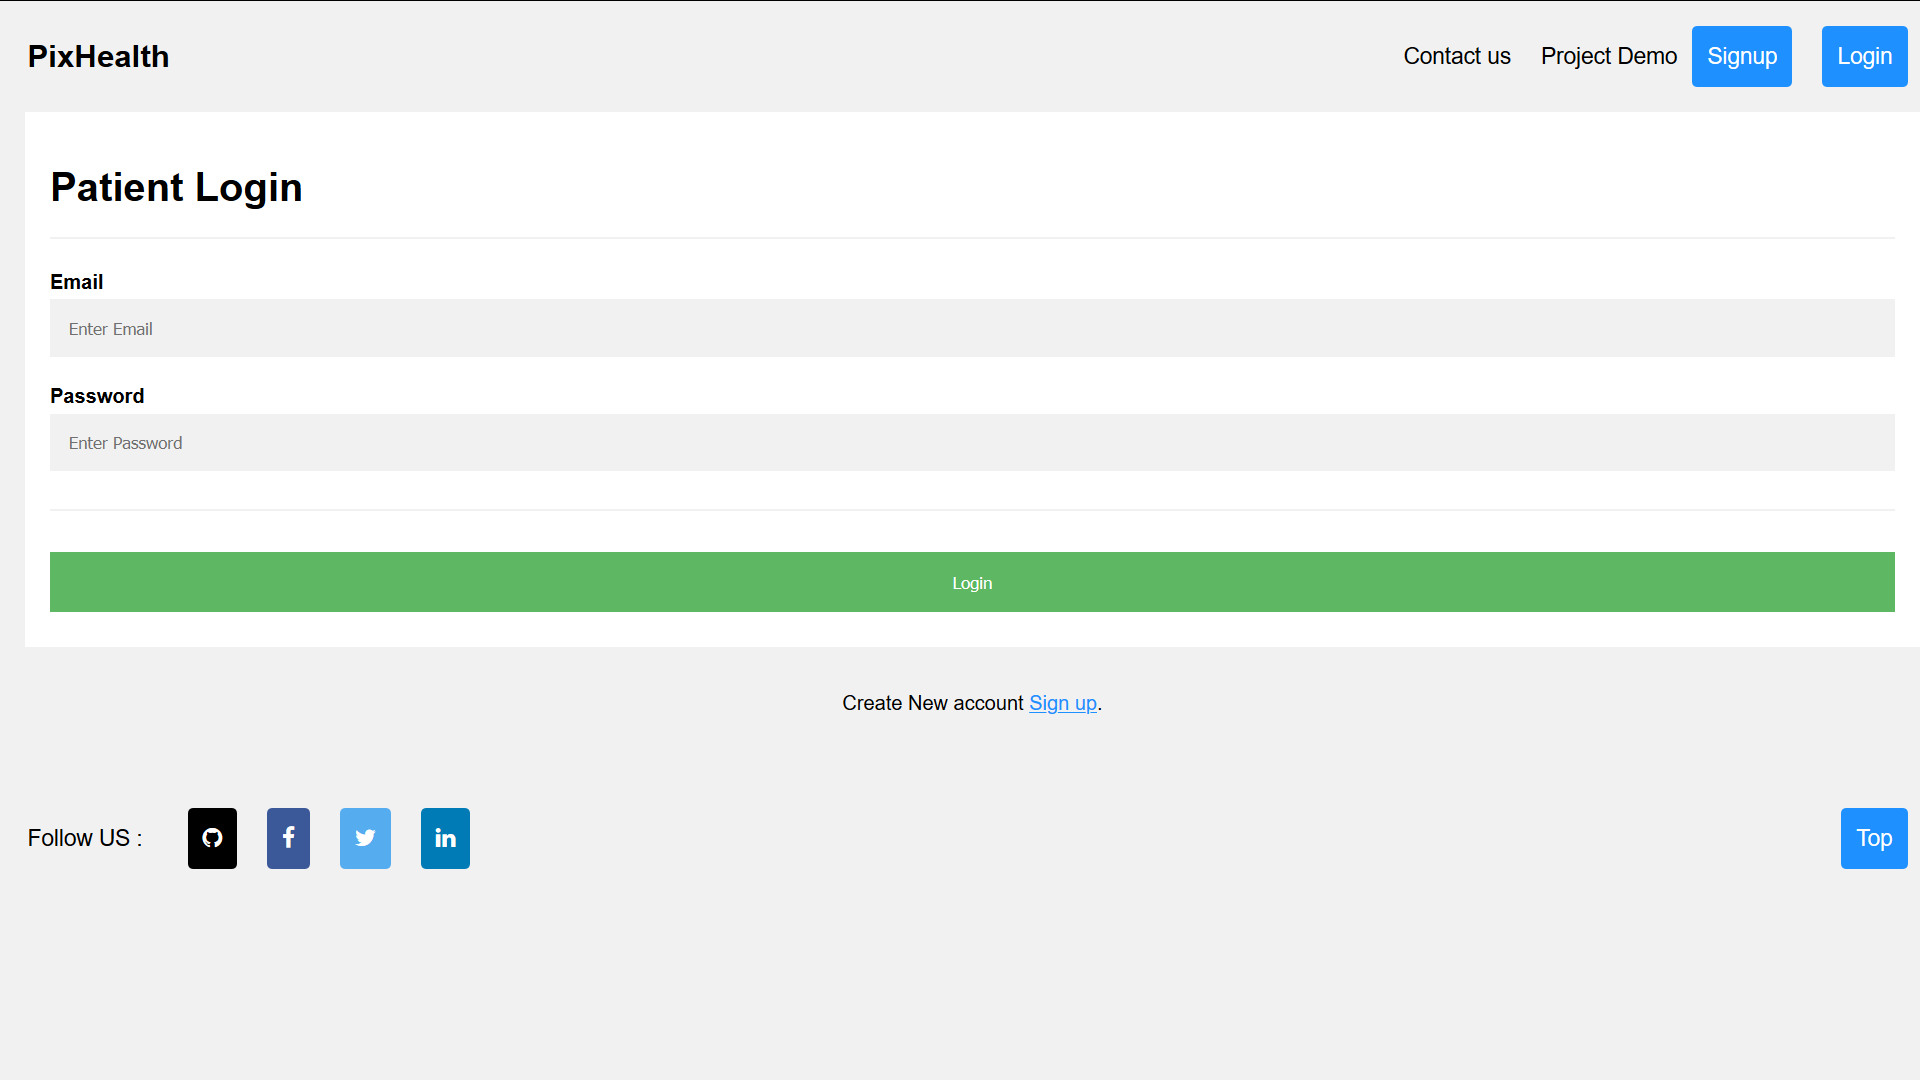 PixHealth
Contact us
Project Demo
Signup
Login
Patient Login
Email
Enter Email
Password
Enter Password
Login
Create New account Sign up.
Follow US :
Top